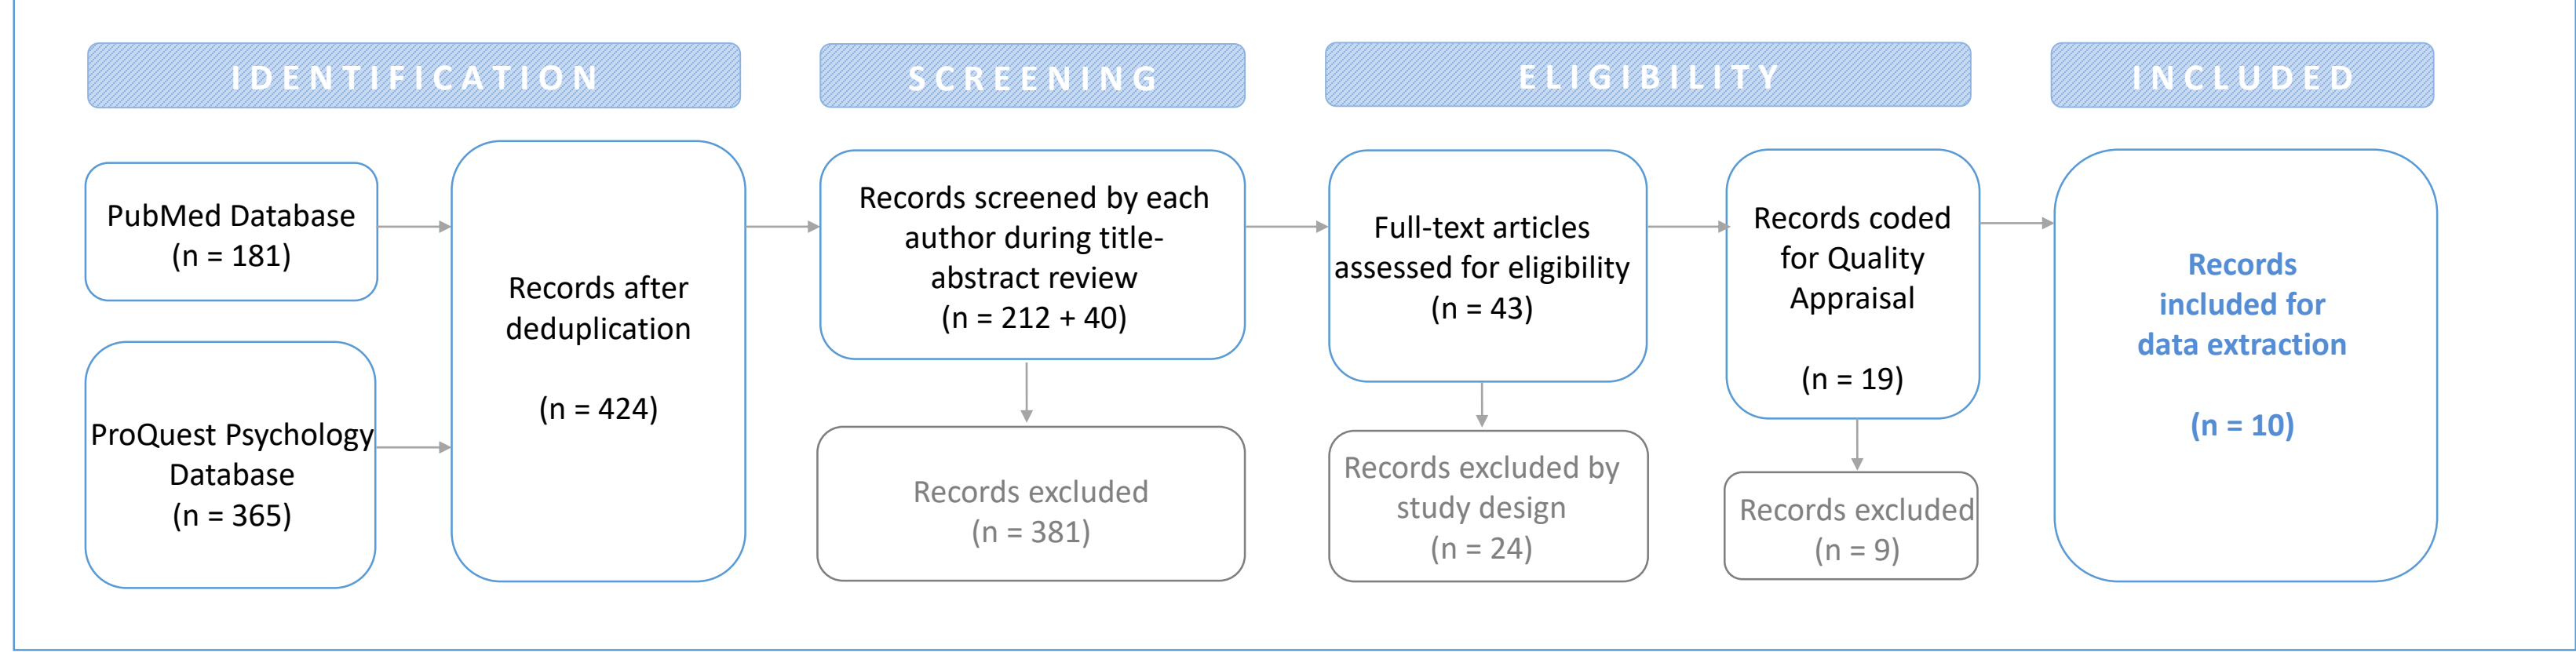 IDENTIFICATION
SCREENING
ELIGIBILITY
INCLUDED
PubMed Database
(n = 181)
ProQuest Psychology
Database
(n = 365)
Records after
deduplication
(n = 424)
Records screened by each
author during title-
abstract review
(n = 212 + 40)
Records excluded
(n = 381)
Full-text articles
assessed for eligibility
(n = 43)
Records excluded by
study design
(n = 24)
Records coded
for Quality
Appraisal
(n = 19)
Records excluded
(n = 9)
Records
included for
data extraction
(n = 10)